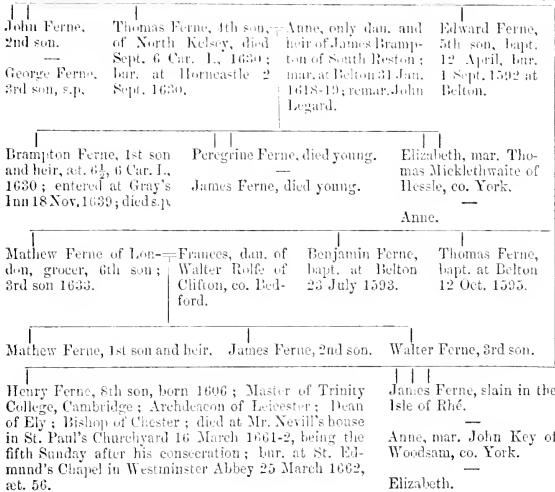 John Ferne,
2nd son.
—
George Ferne,
3rd son, s.p.
Thomas Ferne, 4th son,
of North Kelsey, died
Sept. 6 Car. I., 1630;
bur. at Horncastle 2
Sept. 1630.
Anne, only dan. and
heir of James Bramp-
ton of South Reston;
mar. at Belton 31 Jan.
1618-19; remar. John
Legard.
Edward Ferne,
5th son, bapt.
12 April, bur.
1 Sept. 1592 at
Belton.
Brampton Ferne, 1st son
and heir, æt. 6½, 6 Car. I.,
1630; entered at Gray's
Inn 18 Nov. 1639; died s.p.
Peregrine Ferne, died young.
—
James Ferne, died young.
Elizabeth, mar. Tho-
mas Micklethwaite of
Hessle, co. York.
—
Anne.
Mathew Ferne of Lon-
don, grocer, 6th son;
3rd son 1633.
Frances, dan. of
Walter Rolfe of
Clifton, co. Bed-
ford.
Benjamin Ferne,
bapt. at Belton
23 July 1593.
Thomas Ferne,
bapt. at Belton
12 Oct. 1595.
Mathew Ferne, 1st son and heir.
James Ferne, 2nd son.
Walter Ferne, 3rd son.
Henry Ferne, 8th son, born 1606; Master of Trinity
College, Cambridge; Archdeacon of Leicester; Dean
of Ely; Bishop of Chester; died at Mr. Nevill's house
in St. Paul's Churchyard 16 March 1661-2, being the
fifth Sunday after his consecration; bur. at St. Ed-
mund's Chapel in Westminster Abbey 25 March 1662,
æt. 56.
James Ferne, slain in the
Isle of Rhé.
—
Anne, mar. John Key of
Woodsam, co. York.
—
Elizabeth.